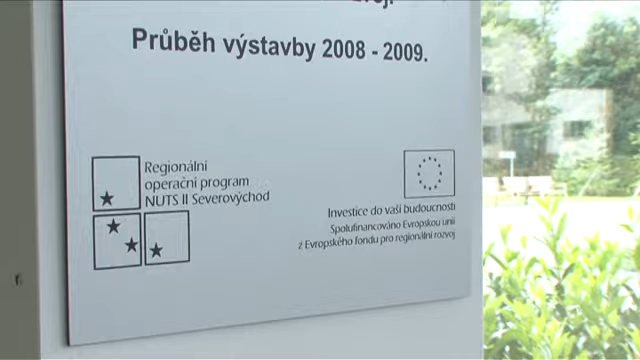 Průběh výstavby 2008 - 2009.
Regionální
operační program
NUTS II Severovýchod
Investice do vaší budoucnosti
Spolufinancováno Evropskou unií
z Evropského fondu pro regionální rozvoj